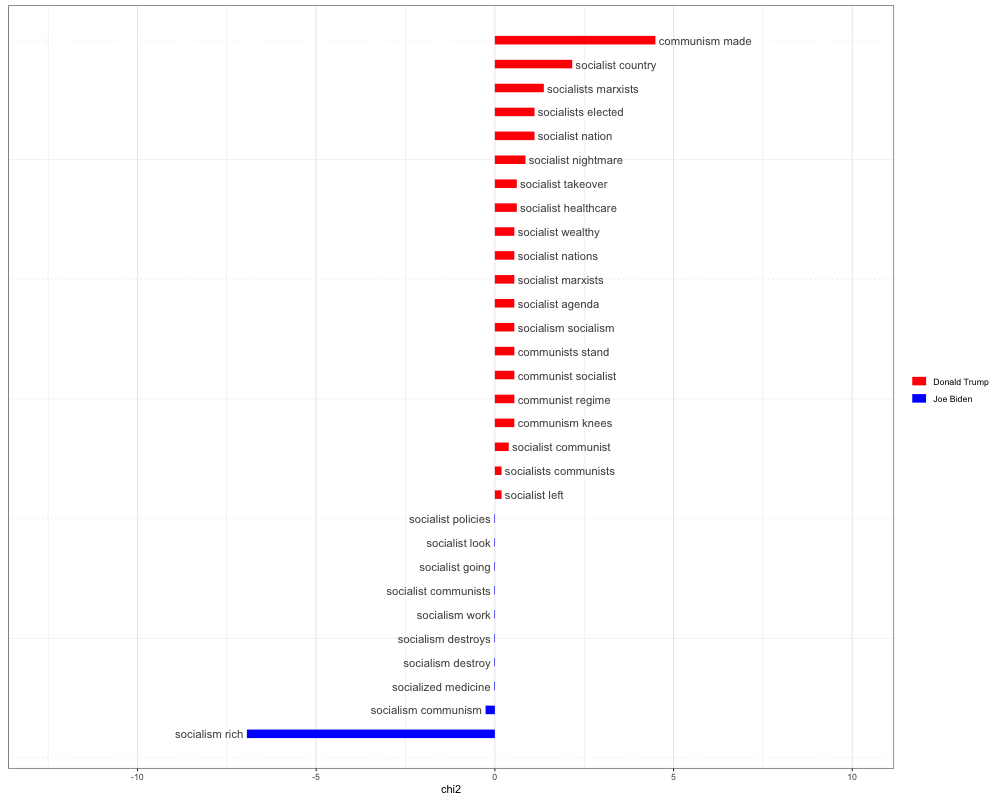 communism made
socialist country
socialists marxists
socialists elected
socialist nation
socialist nightmare
socialist takeover
socialist healthcare
socialist wealthy
socialist nations
socialist marxists
socialist agenda
socialism socialism
communists stand
communist socialist
communist regime
communism knees
socialist communist
socialists communists
socialist left
socialist policies
socialist look
socialist going
socialist communists
socialism work
socialism destroys
socialism destroy
socialized medicine
socialism communism
socialism rich
-10 -5 0 5 10
chi2
Donald Trump
Joe Biden